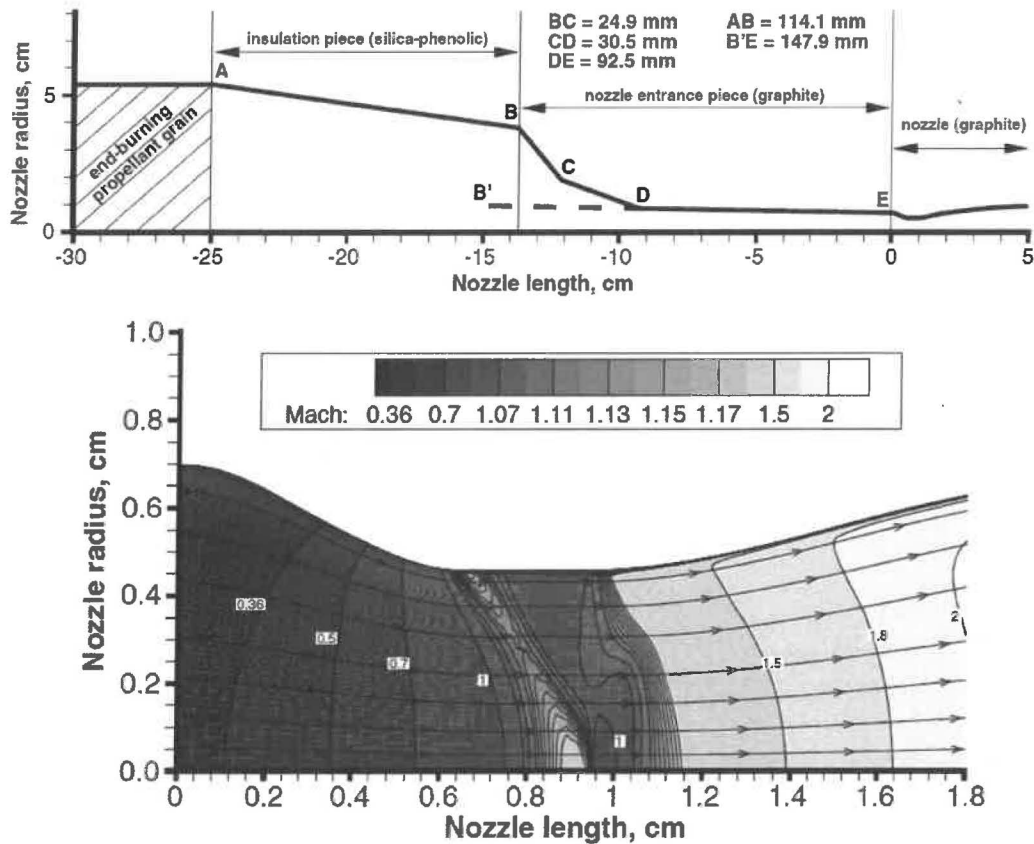 BC = 24.9 mm AB = 114.1 mm
insulation piece (silica-phenolic) CD = 30.5 mm B'E = 147.9 mm
DE = 92.5 mm
A
nozzle entrance piece (graphite)
B
nozzle (graphite)
C
B' D E
end-burning
propellant grain
Nozzle radius, cm
5
0
-30 -25 -20 -15 -10 -5 0 5
Nozzle length, cm
1.0
0.8
0.6
0.4
0.2
0.0
Nozzle radius, cm
Mach: 0.36 0.7 1.07 1.11 1.13 1.15 1.17 1.5 2
0.36
0.5
0.7
1
1
1.5
1.8
2
0 0.2 0.4 0.6 0.8 1 1.2 1.4 1.6 1.8
Nozzle length, cm